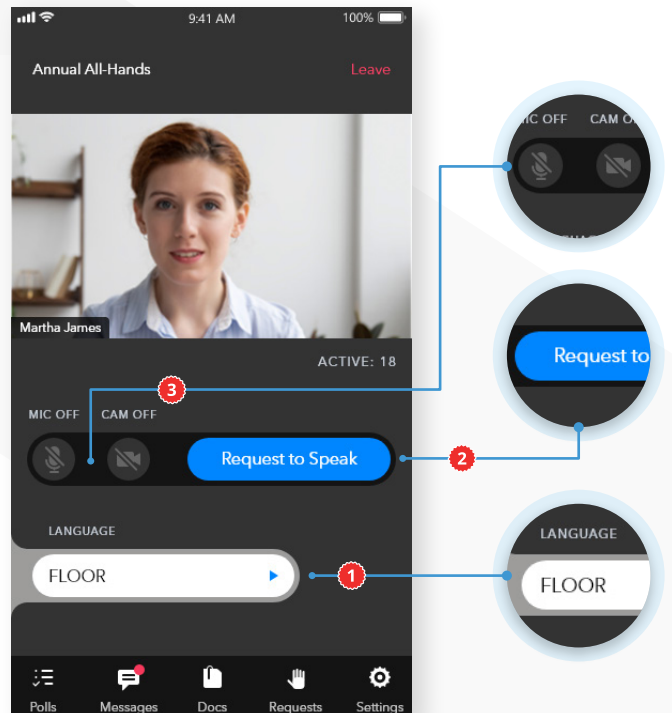 9:41 AM
100%
Annual All-Hands
Leave
Martha James
ACTIVE: 18
3
MIC OFF
CAM OFF
Request to Speak
2
LANGUAGE
FLOOR
1
Polls
Messages
Docs
Requests
Settings
IC OFF
CAM O
Request to
LANGUAGE
FLOOR